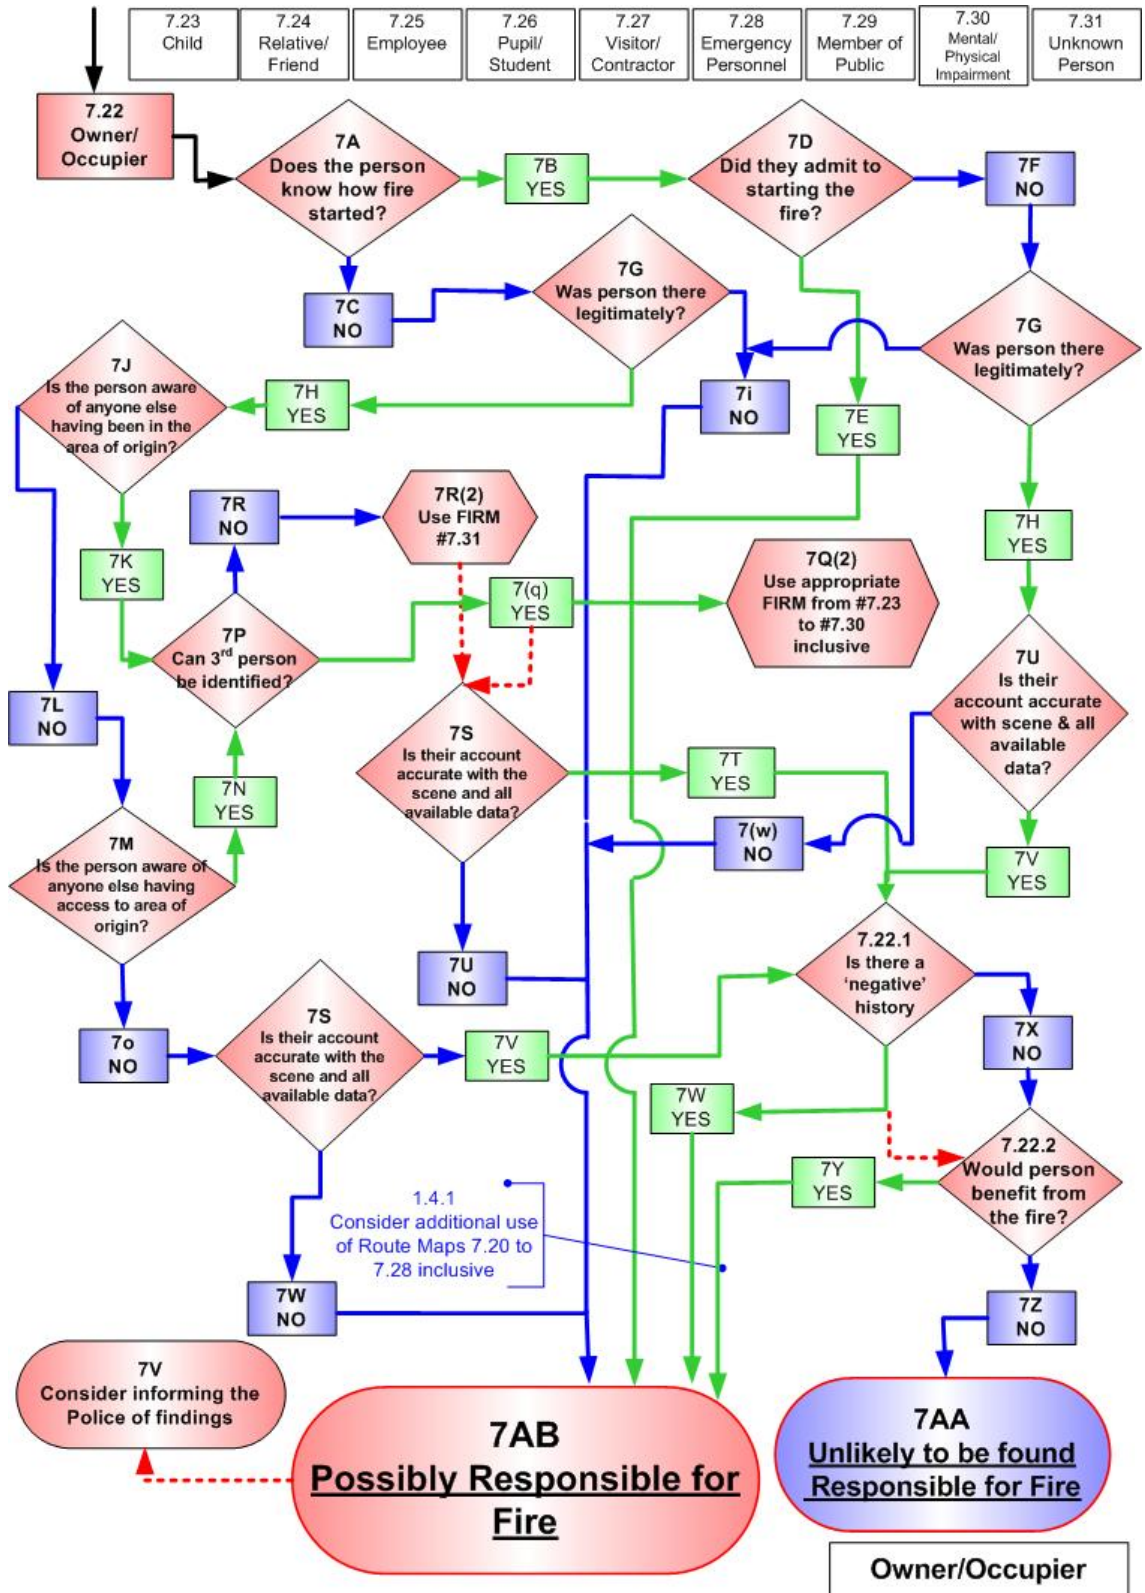 7.23
Child
7.24
Relative/
Friend
7.25
Employee
7.26
Pupil/
Student
7.27
Visitor/
Contractor
7.28
Emergency
Personnel
7.29
Member of
Public
7.30
Mental/
Physical
Impairment
7.31
Unknown
Person
7.22
Owner/
Occupier
7A
Does the person
know how fire
started?
7B
YES
7D
Did they admit to
starting the
fire?
7F
NO
7C
NO
7G
Was person there
legitimately?
7G
Was person there
legitimately?
7J
Is the person aware
of anyone else
having been in the
area of origin?
7H
YES
7i
NO
7E
YES
7R
NO
7R(2)
Use FIRM
#7.31
7H
YES
7K
YES
7(q)
YES
7Q(2)
Use appropriate
FIRM from #7.23
to #7.30
inclusive
7P
Can 3rd person
be identified?
7U
Is their
account accurate
with scene & all
available
data?
7L
NO
7S
Is their account
accurate with the
scene and all
available data?
7T
YES
7N
YES
7(w)
NO
7V
YES
7M
Is the person aware of
anyone else having
access to area of
origin?
7U
NO
7.22.1
Is there a
'negative'
history
7o
NO
7S
Is their account
accurate with the
scene and all
available data?
7V
YES
7X
NO
7W
YES
7.22.2
Would person
benefit from
the fire?
7Y
YES
1.4.1
Consider additional use
of Route Maps 7.20 to
7.28 inclusive
7W
NO
7Z
NO
7V
Consider informing the
Police of findings
7AB
Possibly Responsible for
Fire
7AA
Unlikely to be found
Responsible for Fire
Owner/Occupier